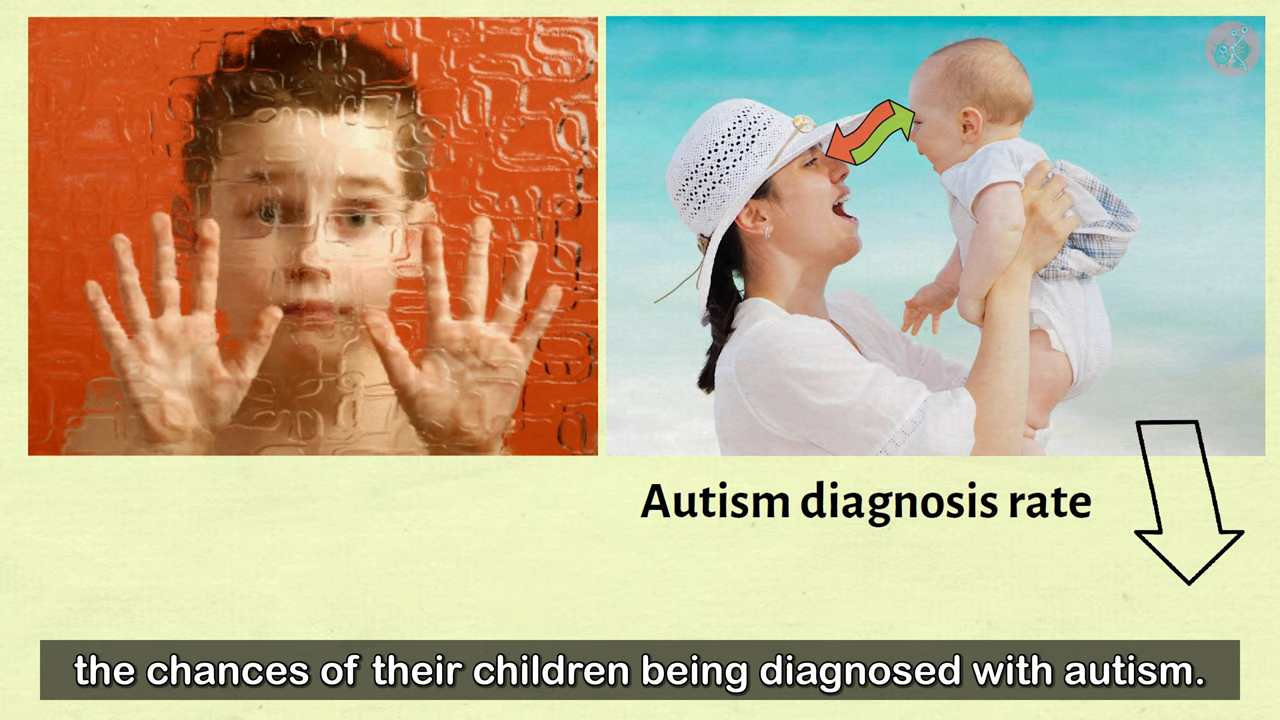 Autism diagnosis rate
the chances of their children being diagnosed with autism.